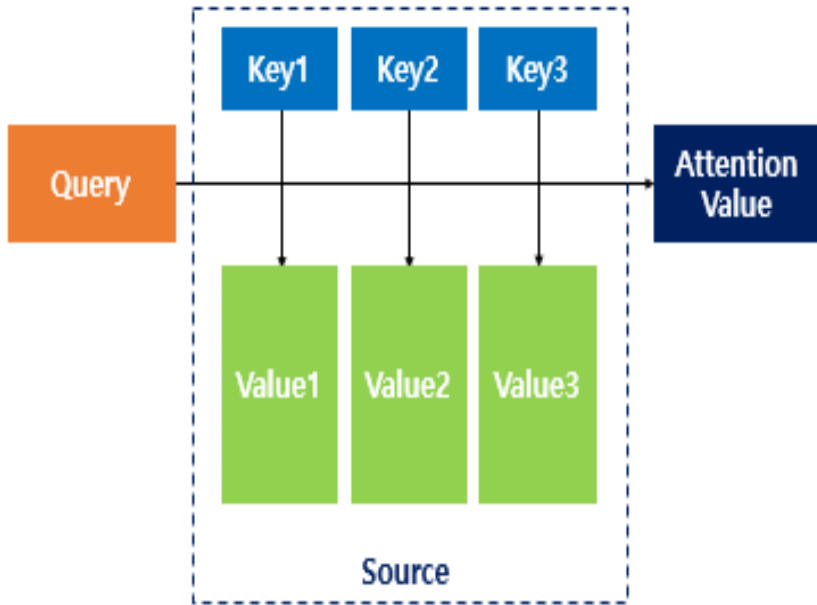 Key1 Key2 Key3
Query
Attention
Value
Value1 Value2 Value3
Source